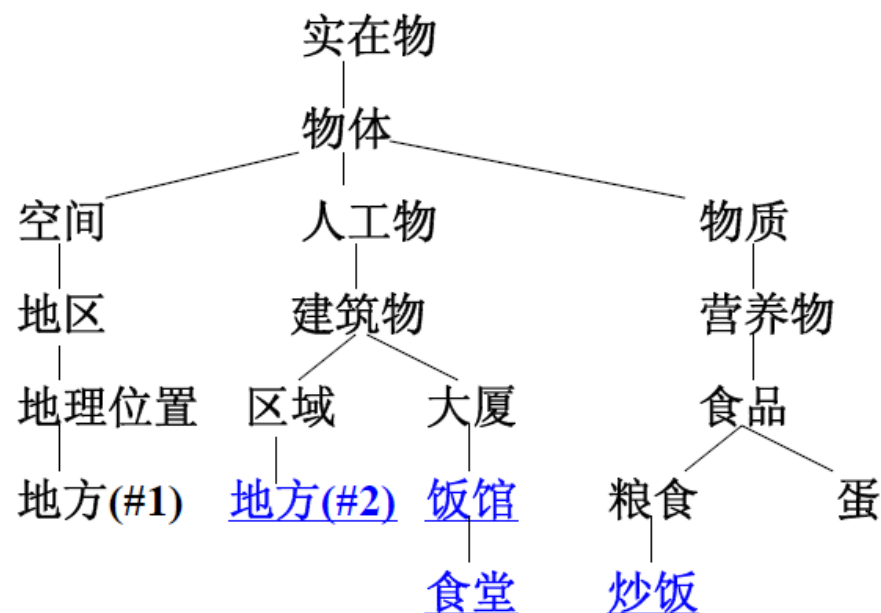 实在物
物体
空间 人工物 物质
地区 建筑物 营养物
地理位置 区域 大厦 食品
地方(#1) 地方(#2) 饭馆 粮食 蛋
食堂 炒饭